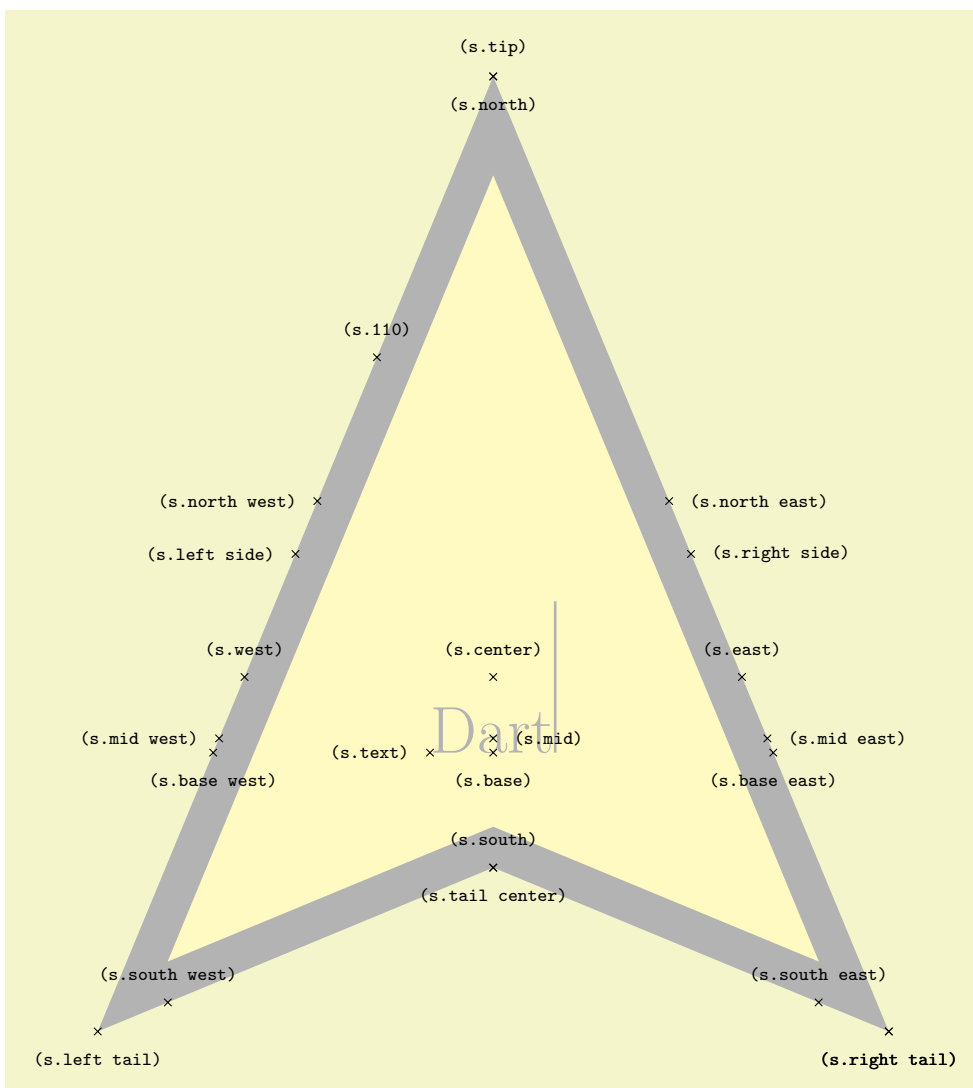 (s.tip)
(s.north)
(s.110)
(s.north west) (s.north east)
(s.left side) (s.right side)
(s.west) (s.center) (s.east)
Dart
(s.mid west) (s.mid) (s.mid east)
(s.text)
(s.base west) (s.base) (s.base east)
(s.south)
(s.tail center)
(s.south west) (s.south east)
(s.left tail) (s.right tail)